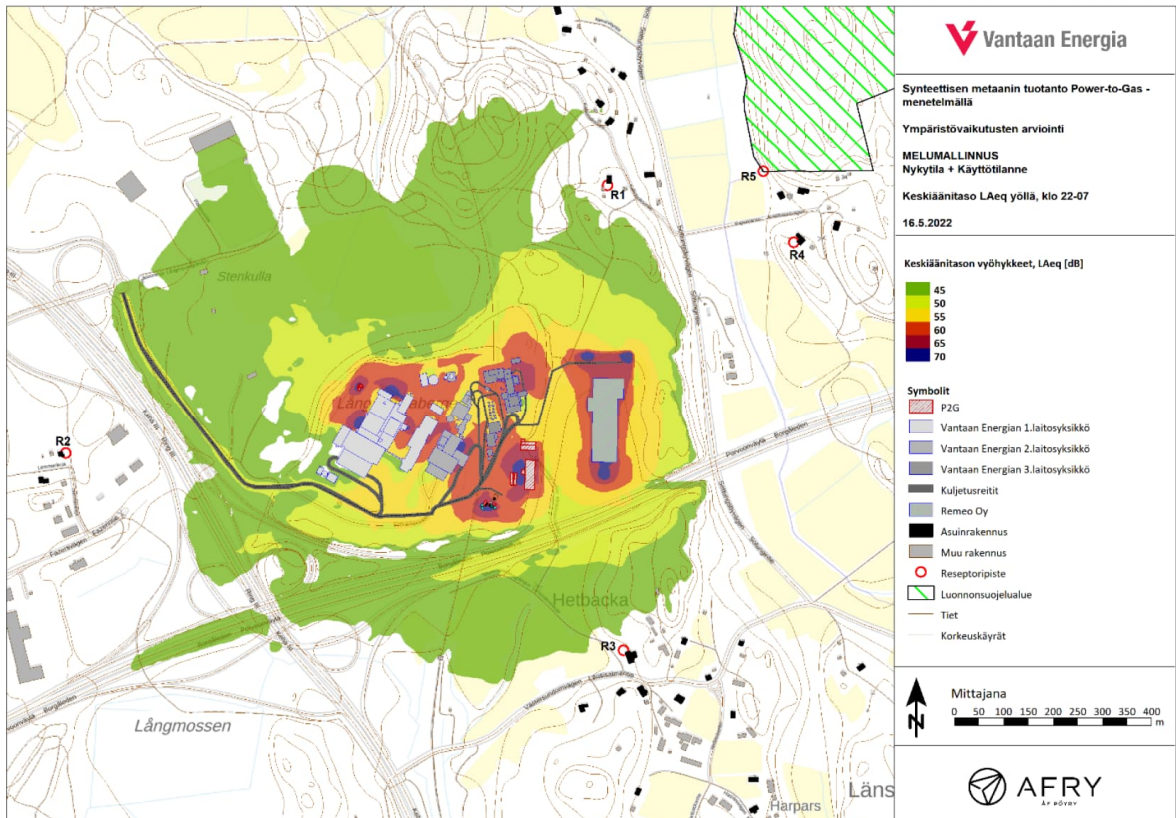 Vantaan Energia
Synteettisen metaanin tuotanto Power-to-Gas -
menetelmällä
Ympäristövaikutusten arviointi
MELUMALLINNUS
Nykytila + Käyttötilanne
Keskiäänitaso LAeq yöllä, klo 22-07
16.5.2022
Keskiäänitason vyöhykkeet, LAeq [dB]
45
50
55
60
65
70
Symbolit
P2G
Vantaan Energian 1.laitosyksikkö
Vantaan Energian 2.laitosyksikkö
Vantaan Energian 3.laitosyksikkö
Kuljetusreitit
Remeo Oy
Asuinrakennus
Muu rakennus
Reseptoripiste
Luonnonsuojelualue
Tiet
Korkeuskäyrät
N
Mittajana
0 50 100 150 200 250 300 350 400
m
AFRY
ÅF PÖYRY
R1
R5
R4
Stenkulla
R2
Hetbacka
R3
Långmossen
Harpars
Läns